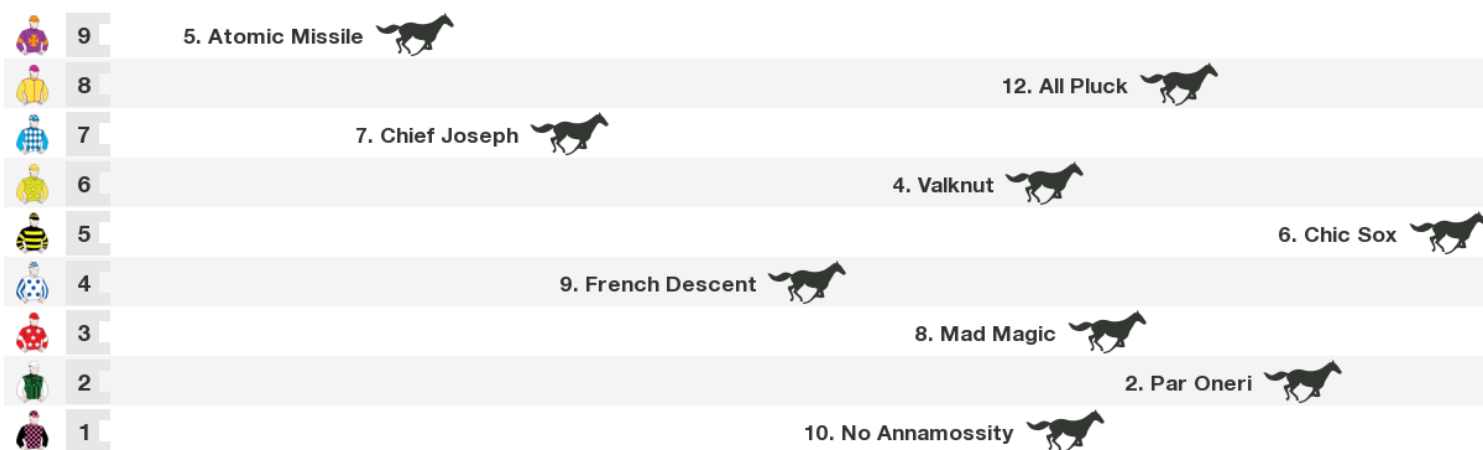 9 5. Atomic Missile
8 12. All Pluck
7 7. Chief Joseph
6 4. Valknut
5 6. Chic Sox
4 9. French Descent
3 8. Mad Magic
2 2. Par Oneri
1 10. No Annamossity